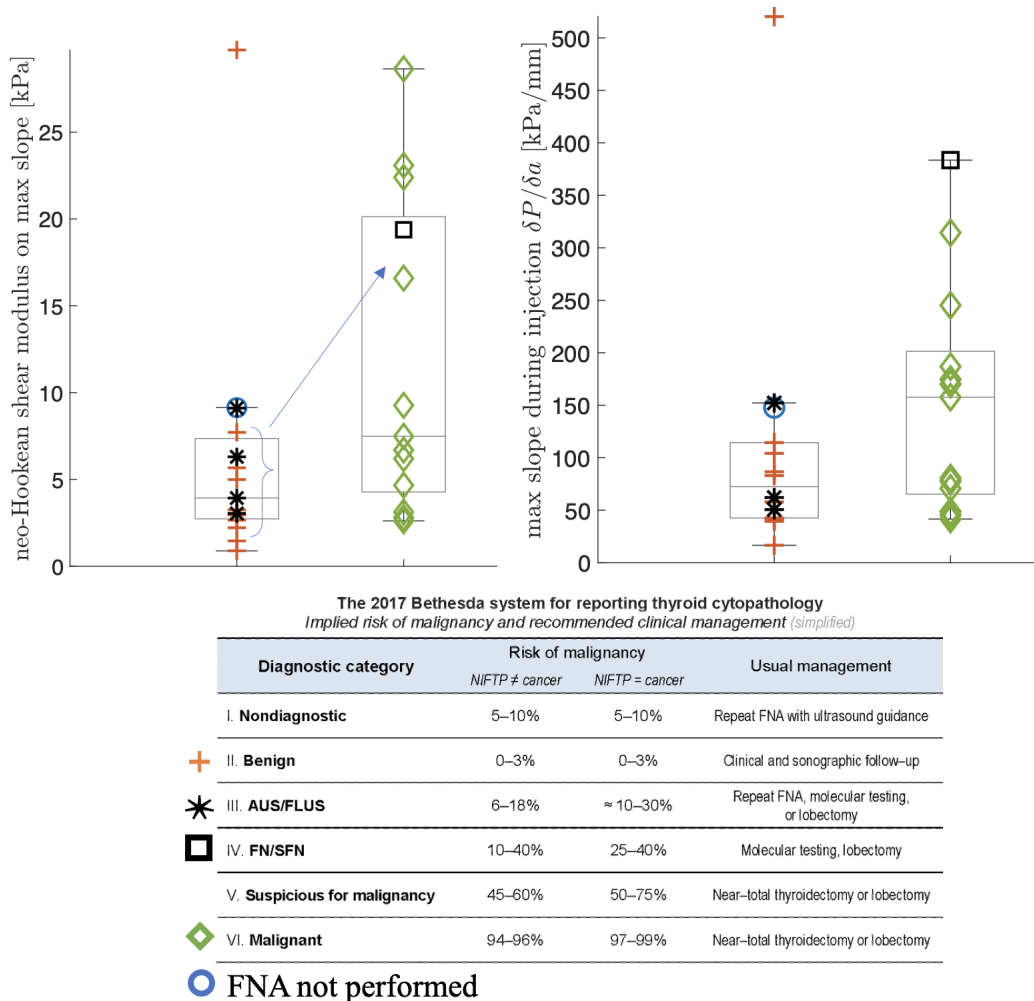 neo-Hookean shear modulus on max slope [kPa]
25
20
15
10
5
0
max slope during injection δP/δa [kPa/mm]
500
450
400
350
300
250
200
150
100
50
0
The 2017 Bethesda system for reporting thyroid cytopathology
Implied risk of malignancy and recommended clinical management (simplified)
Diagnostic category Risk of malignancy Usual management
NIFTP ≠ cancer NIFTP = cancer
I. Nondiagnostic 5–10% 5–10% Repeat FNA with ultrasound guidance
II. Benign 0–3% 0–3% Clinical and sonographic follow–up
III. AUS/FLUS 6–18% ≈ 10–30% Repeat FNA, molecular testing,
or lobectomy
IV. FN/SFN 10–40% 25–40% Molecular testing, lobectomy
V. Suspicious for malignancy 45–60% 50–75% Near–total thyroidectomy or lobectomy
VI. Malignant 94–96% 97–99% Near–total thyroidectomy or lobectomy
FNA not performed